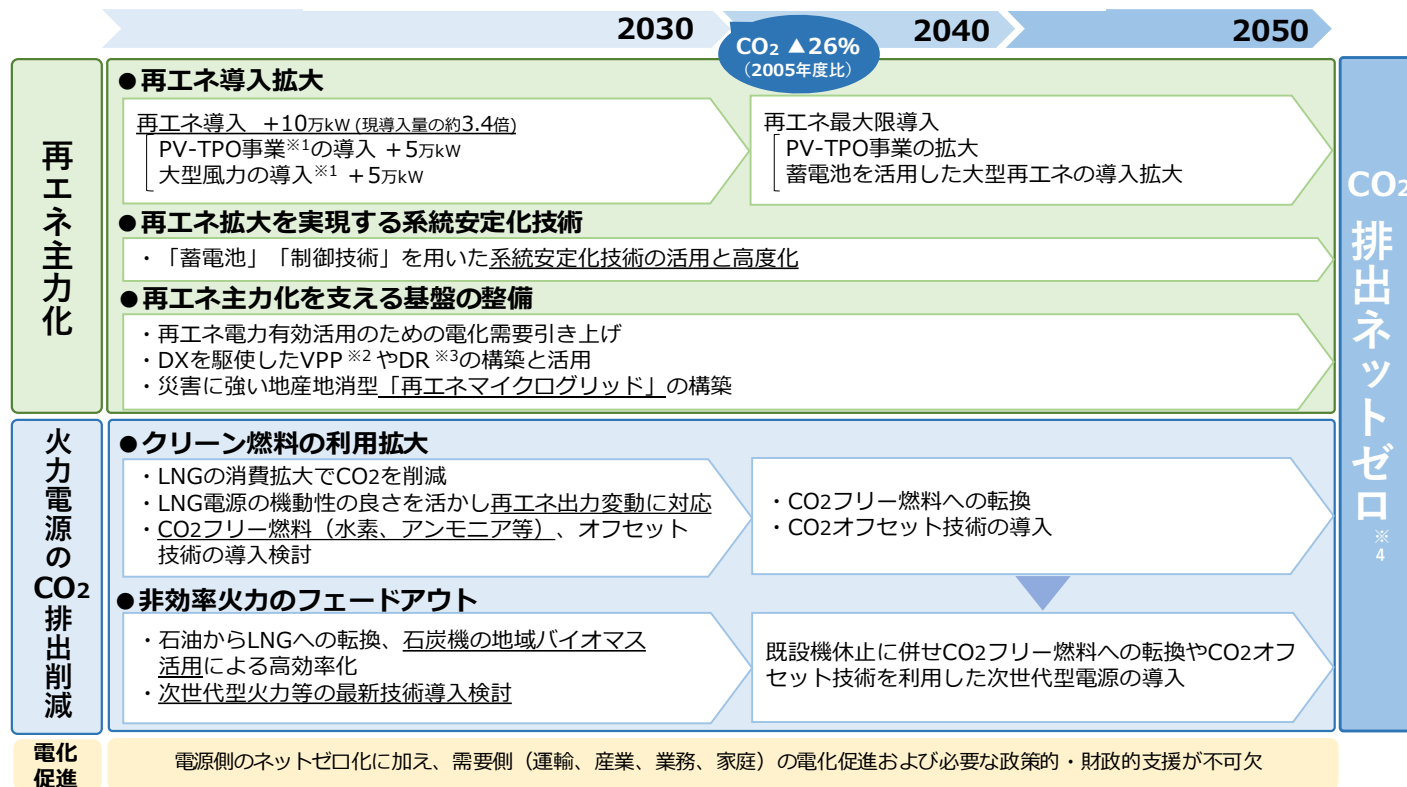 2030
2040
2050
CO₂ ▲26%
（2005年度比）
再エネ主力化
●再エネ導入拡大
再エネ導入 +10万kW (現導入量の約3.4倍)
PV-TPO事業※1の導入 +5万kW
大型風力の導入※1 +5万kW
再エネ最大限導入
PV-TPO事業の拡大
蓄電池を活用した大型再エネの導入拡大
●再エネ拡大を実現する系統安定化技術
・「蓄電池」「制御技術」を用いた系統安定化技術の活用と高度化
●再エネ主力化を支える基盤の整備
・再エネ電力有効活用のための電化需要引き上げ
・DXを駆使したVPP※2やDR※3の構築と活用
・災害に強い地産地消型「再エネマイクログリッド」の構築
火力電源のCO₂排出削減
●クリーン燃料の利用拡大
・LNGの消費拡大でCO2を削減
・LNG電源の機動性の良さを活かし再エネ出力変動に対応
・CO2フリー燃料（水素、アンモニア等）、オフセット
技術の導入検討
・CO2フリー燃料への転換
・CO2オフセット技術の導入
●非効率火力のフェードアウト
・石油からLNGへの転換、石炭機の地域バイオマス
活用による高効率化
・次世代型火力等の最新技術導入検討
既設機休止に併せCO2フリー燃料への転換やCO2オフ
セット技術を利用した次世代型電源の導入
CO₂排出ネットゼロ※4
電化
促進
電源側のネットゼロ化に加え、需要側（運輸、産業、業務、家庭）の電化促進および必要な政策的・財政的支援が不可欠